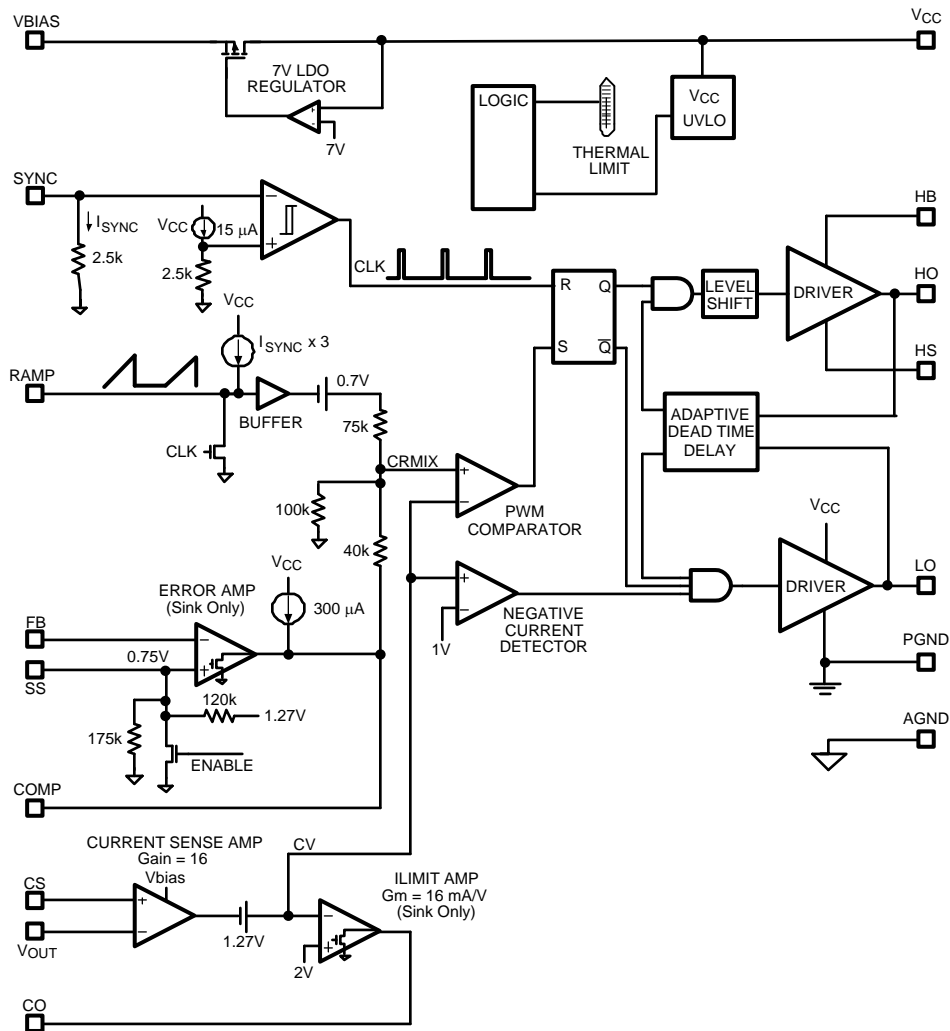 VBIAS
VCC
7V LDO
REGULATOR
+
-
7V
LOGIC
THERMAL
LIMIT
VCC
UVLO
SYNC
ISYNC
2.5k
VCC
15 μA
2.5k
−
+
CLK
R
Q
S
Q̅
LEVEL
SHIFT
DRIVER
HB
HO
HS
VCC
ISYNC x 3
RAMP
BUFFER
0.7V
CLK
75k
CRMIX
100k
40k
+
−
PWM
COMPARATOR
ADAPTIVE
DEAD TIME
DELAY
VCC
300 μA
ERROR AMP
(Sink Only)
FB
SS
−
+
0.75V
120k
1.27V
175k
ENABLE
+
−
1V
NEGATIVE
CURRENT
DETECTOR
VCC
DRIVER
LO
PGND
AGND
COMP
CURRENT SENSE AMP
Gain = 16
Vbias
CS
VOUT
+
−
1.27V
CV
ILIMIT AMP
Gm = 16 mA/V
(Sink Only)
−
+
2V
CO